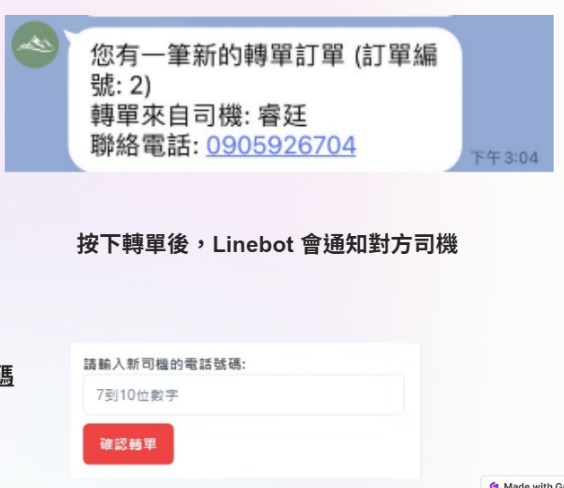 您有一筆新的轉單訂單 (訂單編
號: 2)
轉單來自司機: 睿廷
聯絡電話: 0905926704
下午 3:04
按下轉單後，Linebot 會通知對方司機
碼
請輸入新司機的電話號碼:
7到10位數字
確認轉單
Made with G